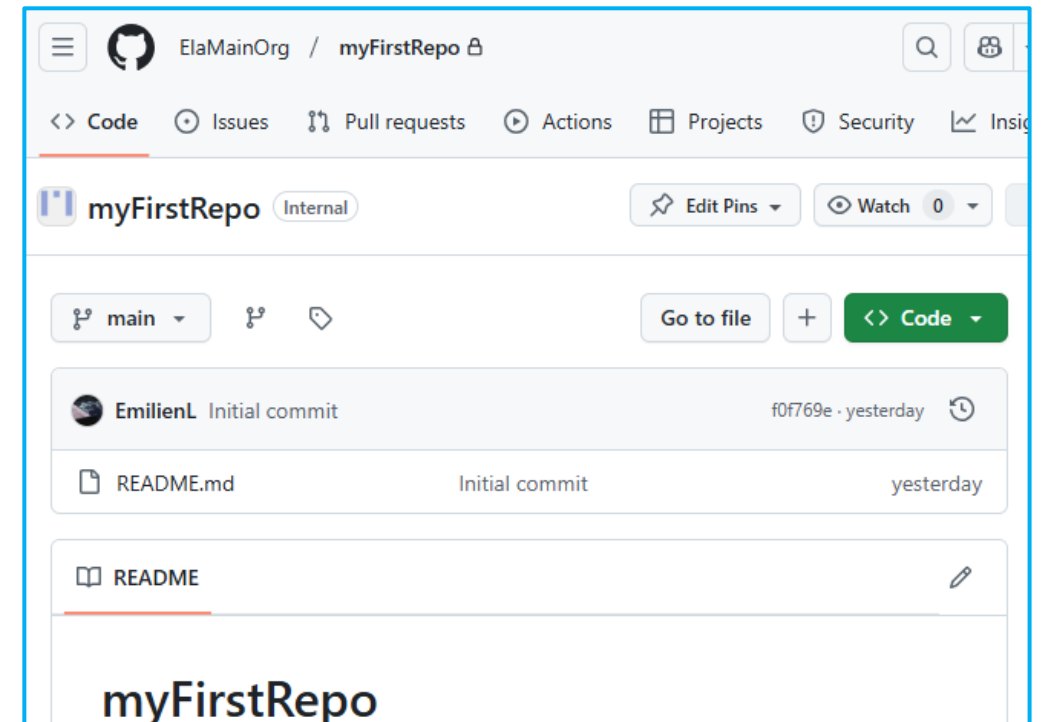 ElaMainOrg / myFirstRepo
Code Issues Pull requests Actions Projects Security Insig
myFirstRepo Internal Edit Pins Watch 0
main Go to file + <> Code
EmilienL Initial commit f0f769e · yesterday
README.md Initial commit yesterday
README
myFirstRepo